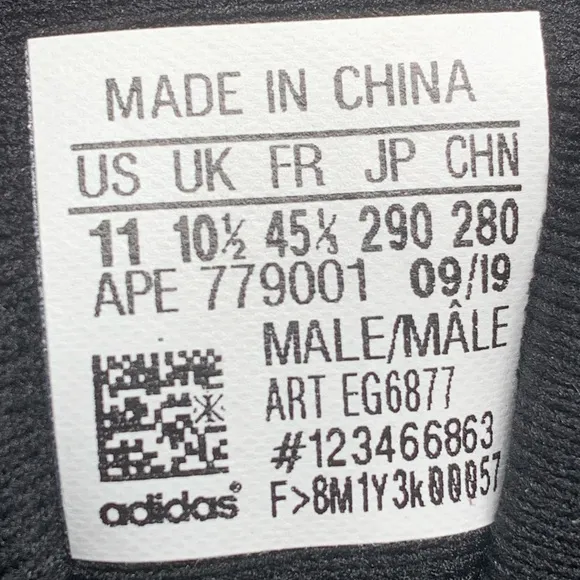 MADE IN CHINA
US UK FR JP CHN
11 10½ 45⅓ 290 280
APE 779001 09/19
MALE/MÂLE
ART EG6877
#123466863
adidas F>8M1Y3k00057